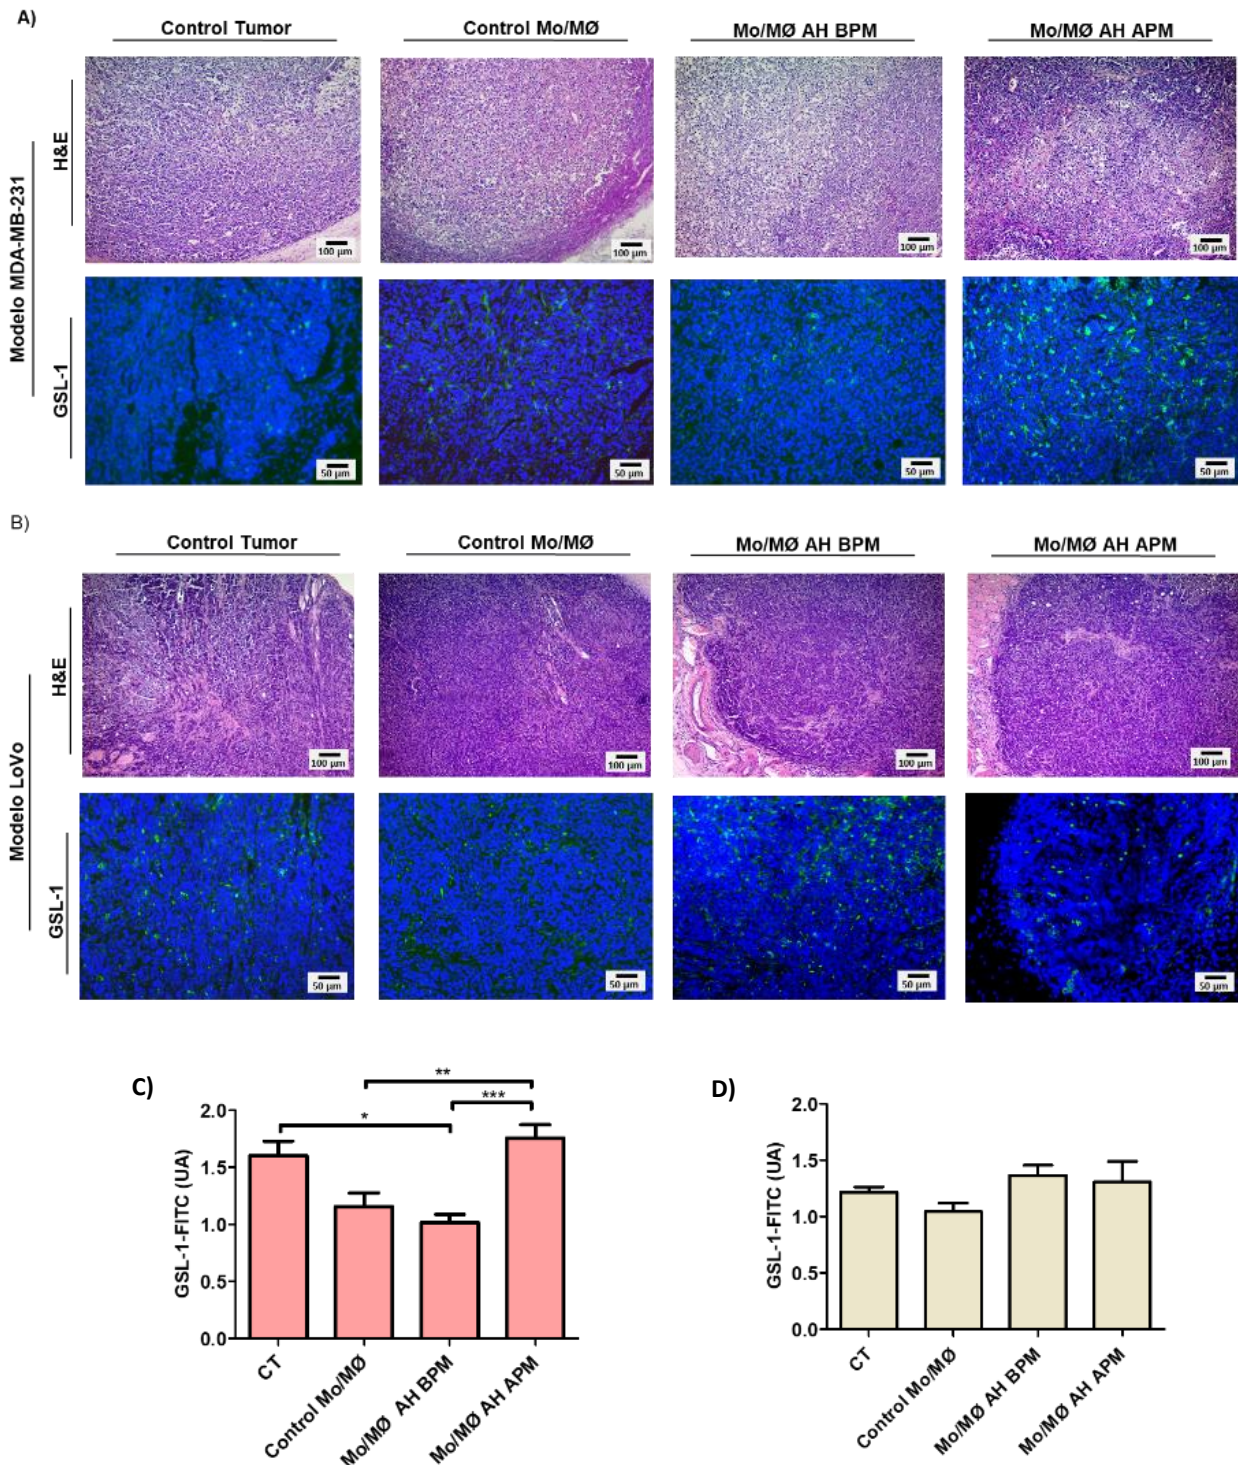 A)
Control Tumor
Control Mo/MØ
Mo/MØ AH BPM
Mo/MØ AH APM
Modelo MDA-MB-231
H&E
100 µm
100 µm
100 µm
100 µm
GSL-1
50 µm
50 µm
50 µm
50 µm
B)
Control Tumor
Control Mo/MØ
Mo/MØ AH BPM
Mo/MØ AH APM
Modelo LoVo
H&E
100 µm
100 µm
100 µm
100 µm
GSL-1
50 µm
50 µm
50 µm
50 µm
C)
**
***
*
GSL-1-FITC (UA)
2.0
1.5
1.0
0.5
0.0
CT
Control Mo/MØ
Mo/MØ AH BPM
Mo/MØ AH APM
D)
GSL-1-FITC (UA)
2.0
1.5
1.0
0.5
0.0
CT
Control Mo/MØ
Mo/MØ AH BPM
Mo/MØ AH APM